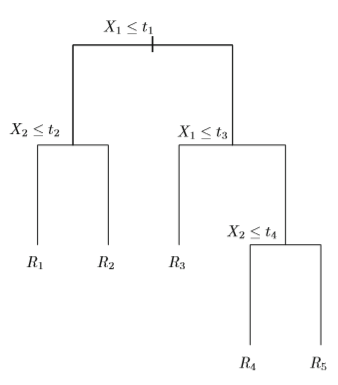 X₁ ≤ t₁
X₂ ≤ t₂
X₁ ≤ t₃
X₂ ≤ t₄
R₁
R₂
R₃
R₄
R₅